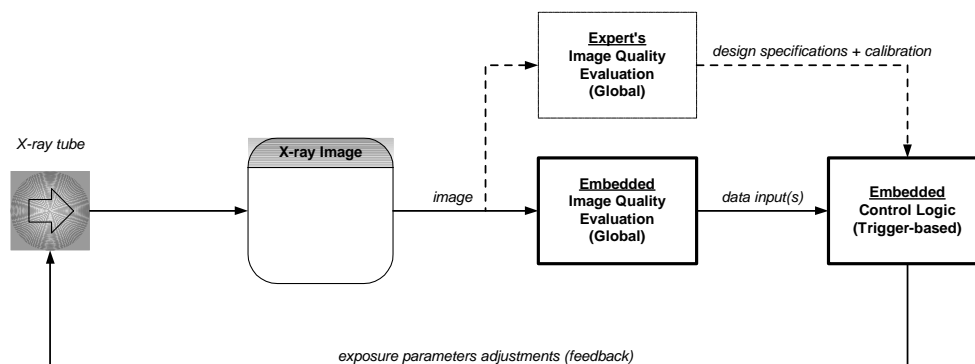 Expert's
Image Quality
Evaluation
(Global)
design specifications + calibration
X-ray tube
X-ray Image
image
Embedded
Image Quality
Evaluation
(Global)
data input(s)
Embedded
Control Logic
(Trigger-based)
exposure parameters adjustments (feedback)